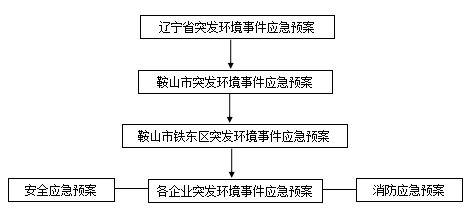 辽宁省突发环境事件应急预案
鞍山市突发环境事件应急预案
鞍山市铁东区突发环境事件应急预案
安全应急预案
各企业突发环境事件应急预案
消防应急预案